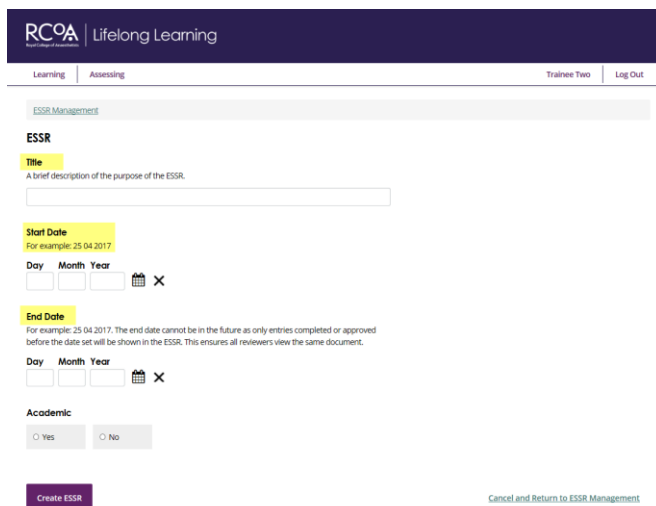 RCOA Lifelong Learning
Royal College of Anaesthetists
Learning Assessing Trainee Two Log Out
ESSR Management
ESSR
Title
A brief description of the purpose of the ESSR.
Start Date
For example: 25 04 2017
Day Month Year
End Date
For example: 25 04 2017. The end date cannot be in the future as only entries completed or approved
before the date set will be shown in the ESSR. This ensures all reviewers view the same document.
Day Month Year
Academic
Yes No
Create ESSR Cancel and Return to ESSR Management